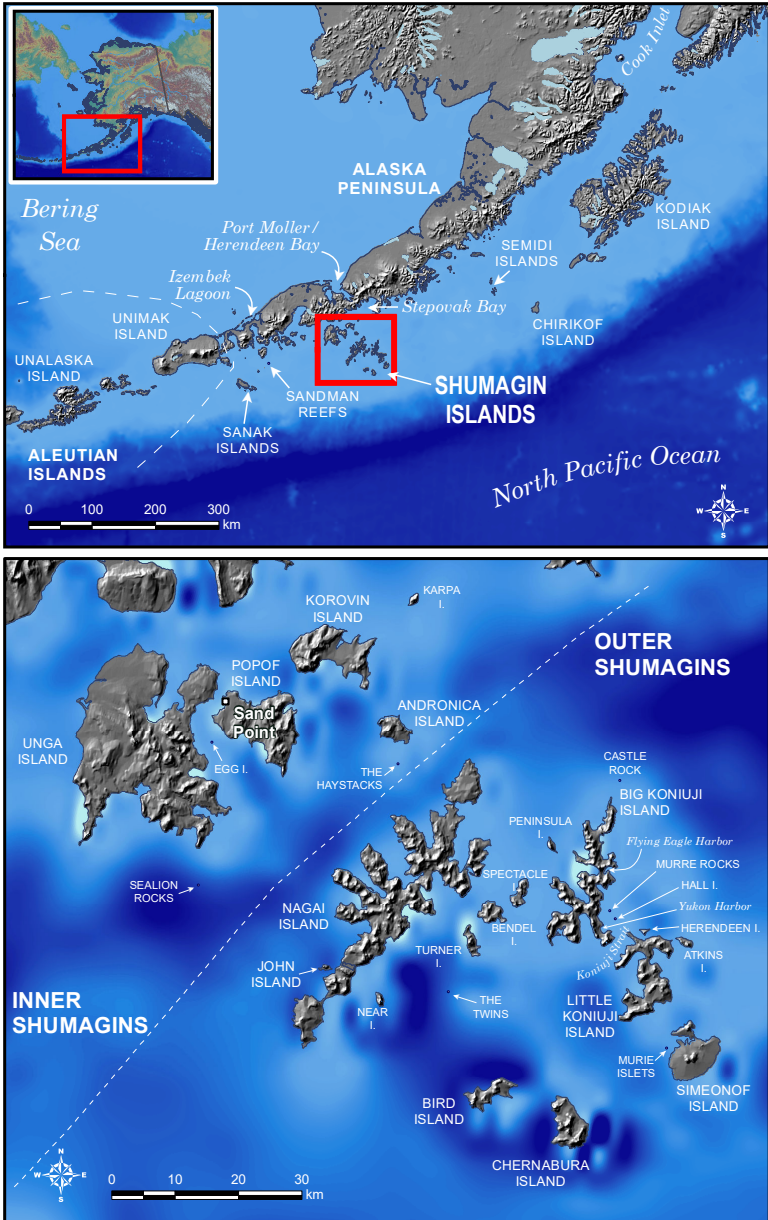 Cook Inlet
ALASKA
PENINSULA
Bering
Sea
KODIAK
ISLAND
Port Moller/
Herendeen Bay
SEMIDI
ISLANDS
Izembek
Lagoon
Stepovak Bay
UNIMAK
ISLAND
CHIRIKOF
ISLAND
UNALASKA
ISLAND
SHUMAGIN
ISLANDS
SANDMAN
REEFS
SANAK
ISLANDS
ALEUTIAN
ISLANDS
North Pacific Ocean
N
W E
S
0 50 100 200 300
km
KARPA
I.
KOROVIN
ISLAND
OUTER
SHUMAGINS
POPOF
ISLAND
Sand
Point
ANDRONICA
ISLAND
UNGA
ISLAND
EGG I.
THE
HAYSTACKS
CASTLE
ROCK
BIG KONIUJI
ISLAND
PENINSULA
I.
Flying Eagle Harbor
MURRE ROCKS
SPECTACLE
I.
HALL I.
SEALION
ROCKS
Yukon Harbor
NAGAI
ISLAND
BENDEL
I.
HERENDEEN I.
Koniuji Strait
TURNER
I.
ATKINS
I.
JOHN
ISLAND
INNER
SHUMAGINS
THE
TWINS
NEAR
I.
LITTLE
KONIUJI
ISLAND
MURIE
ISLETS
SIMEONOF
ISLAND
BIRD
ISLAND
CHERNABURA
ISLAND
N
W E
S
0 10 20 30
km